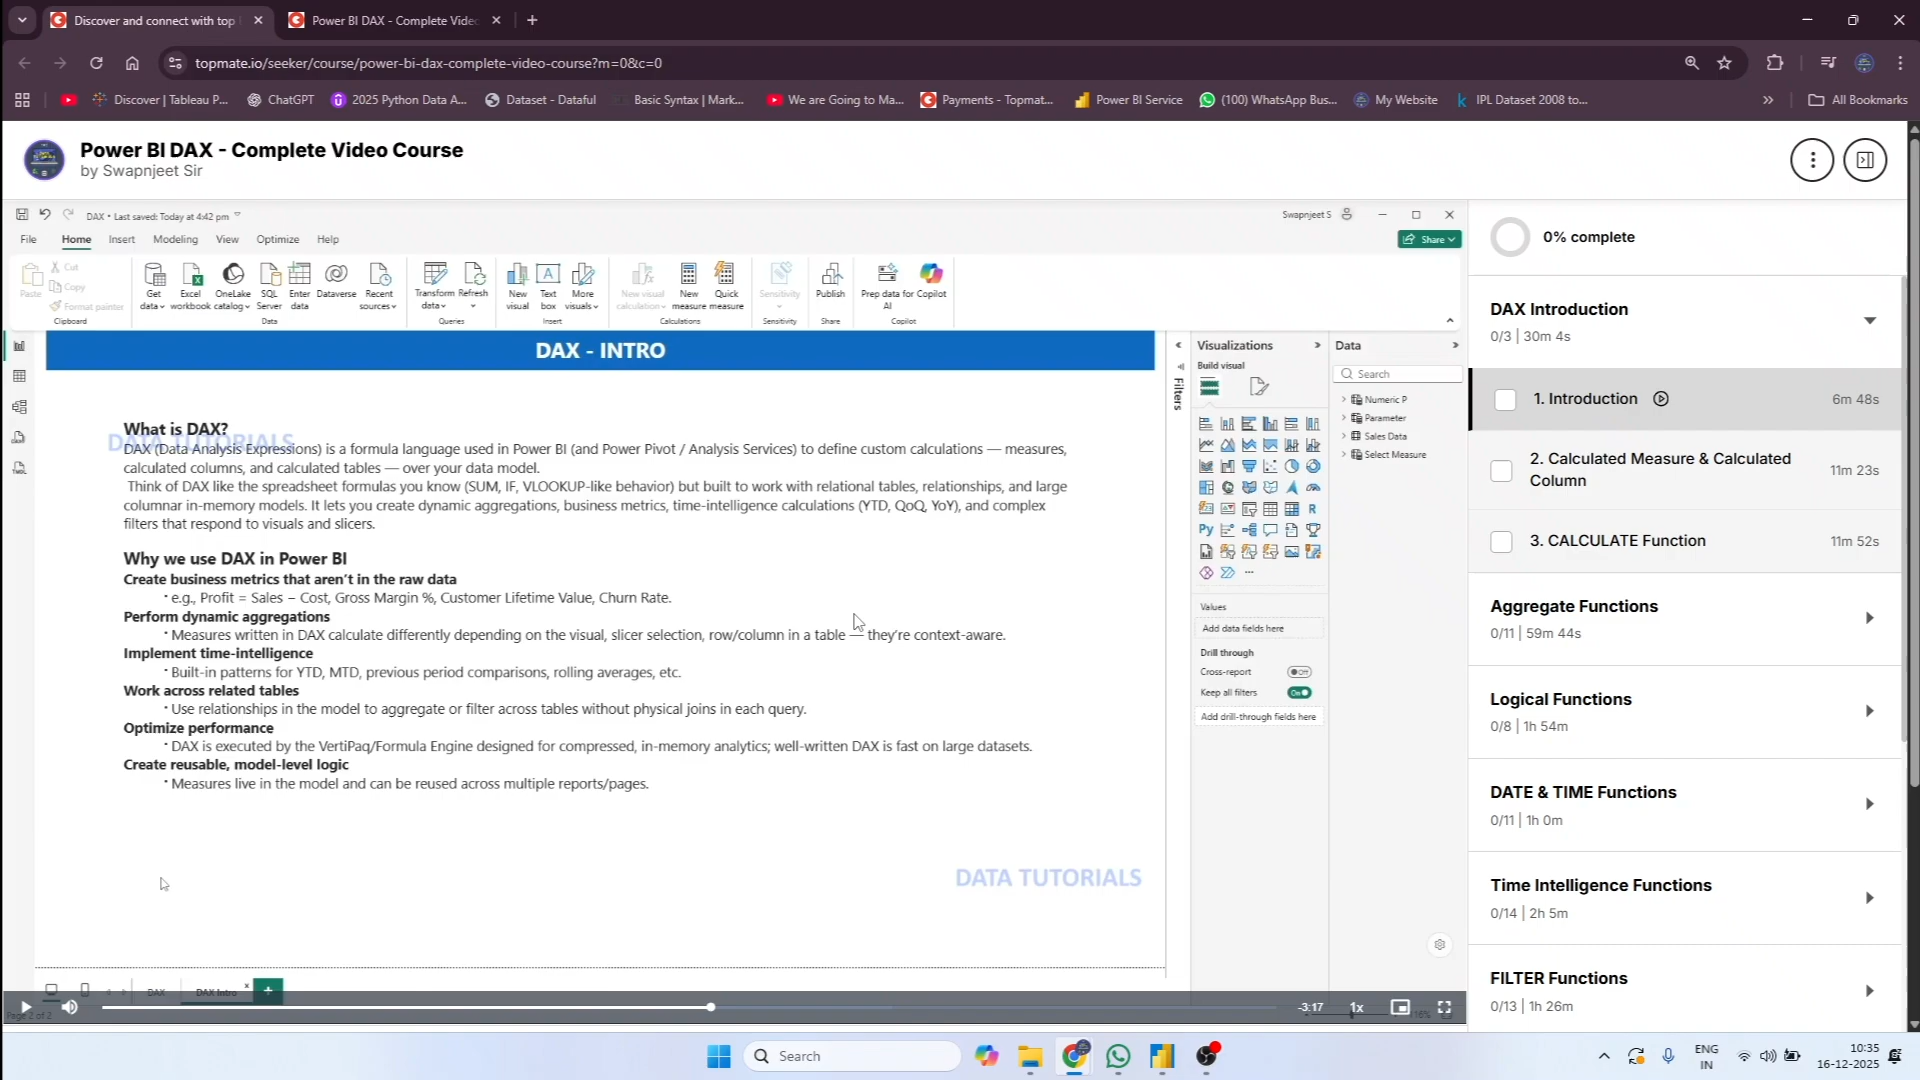 Discover and connect with top
Power BI DAX - Complete Vide
topmate.io/seeker/course/power-bi-dax-complete-video-course?m=0&c=0
Discover | Tableau P...
ChatGPT
2025 Python Data A...
Dataset - Dataful
Basic Syntax | Mark...
We are Going to Ma...
Payments - Topmat...
Power BI Service
(100) WhatsApp Bus...
My Website
IPL Dataset 2008 to...
All Bookmarks
Power BI DAX - Complete Video Course
by Swapnjeet Sir
DAX • Last saved: Today at 4:42 pm
Swapnjeet S
File Home Insert Modeling View Optimize Help
Share
Paste
Cut
Copy
Format painter
Clipboard
Get data
Excel workbook
OneLake catalog
SQL Server
Enter data
Dataverse
Recent sources
Data
Transform data
Refresh
Queries
New visual
Text box
More visuals
Insert
New visual calculation
New measure
Quick measure
Calculations
Sensitivity
Sensitivity
Publish
Share
Prep data for AI
Copilot
Copilot
DAX - INTRO
What is DAX?
DATA TUTORIALS
DAX (Data Analysis Expressions) is a formula language used in Power BI (and Power Pivot / Analysis Services) to define custom calculations — measures,
calculated columns, and calculated tables — over your data model.
Think of DAX like the spreadsheet formulas you know (SUM, IF, VLOOKUP-like behavior) but built to work with relational tables, relationships, and large
columnar in-memory models. It lets you create dynamic aggregations, business metrics, time-intelligence calculations (YTD, QoQ, YoY), and complex
filters that respond to visuals and slicers.
Why we use DAX in Power BI
Create business metrics that aren't in the raw data
• e.g., Profit = Sales − Cost, Gross Margin %, Customer Lifetime Value, Churn Rate.
Perform dynamic aggregations
• Measures written in DAX calculate differently depending on the visual, slicer selection, row/column in a table — they're context-aware.
Implement time-intelligence
• Built-in patterns for YTD, MTD, previous period comparisons, rolling averages, etc.
Work across related tables
• Use relationships in the model to aggregate or filter across tables without physical joins in each query.
Optimize performance
• DAX is executed by the VertiPaq/Formula Engine designed for compressed, in-memory analytics; well-written DAX is fast on large datasets.
Create reusable, model-level logic
• Measures live in the model and can be reused across multiple reports/pages.
DATA TUTORIALS
Filters
Visualizations
Build visual
R
Py
Values
Add data fields here
Drill through
Cross-report
Off
Keep all filters
On
Add drill-through fields here
Data
Search
Numeric P
Parameter
Sales Data
Select Measure
DAX
DAX Intro
Page 2 of 2
-3:17
1x
0% complete
DAX Introduction
0/3 | 30m 4s
1. Introduction
6m 48s
2. Calculated Measure & Calculated
Column
11m 23s
3. CALCULATE Function
11m 52s
Aggregate Functions
0/11 | 59m 44s
Logical Functions
0/8 | 1h 54m
DATE & TIME Functions
0/11 | 1h 0m
Time Intelligence Functions
0/14 | 2h 5m
FILTER Functions
0/13 | 1h 26m
Search
ENG
IN
10:35
16-12-2025